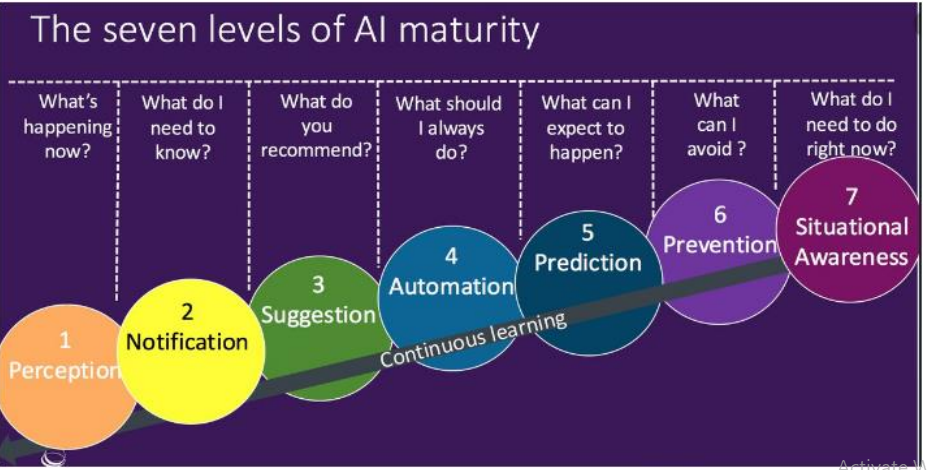 The seven levels of AI maturity
What's
happening
now?
What do I
need to
know?
What do
you
recommend?
What should
I always
do?
What can I
expect to
happen?
What
can I
avoid ?
What do I
need to do
right now?
1
Perception
2
Notification
3
Suggestion
4
Automation
5
Prediction
6
Prevention
7
Situational
Awareness
Continuous learning
Activate W